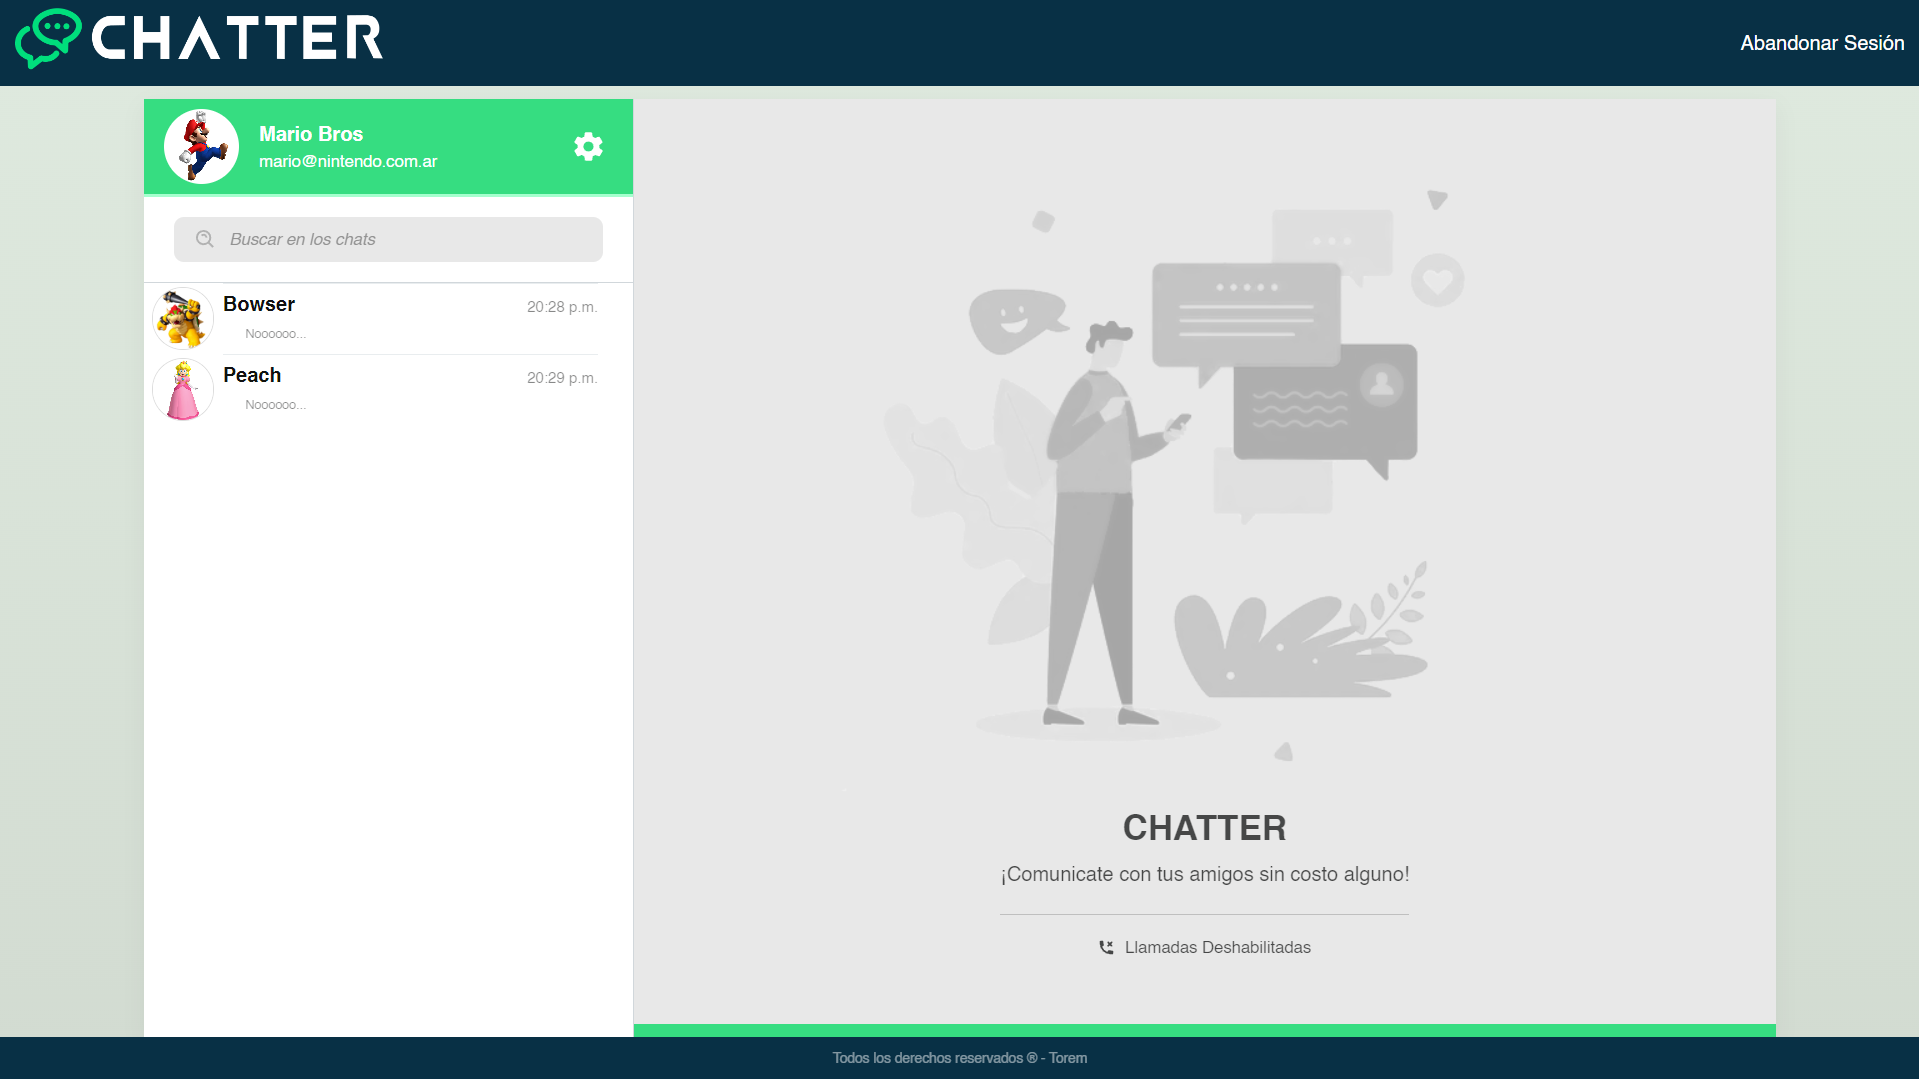 CHATTER
Abandonar Sesión
Mario Bros
mario@nintendo.com.ar
Buscar en los chats
Bowser
20:28 p.m.
Noooooo...
Peach
20:29 p.m.
Noooooo...
CHATTER
¡Comunicate con tus amigos sin costo alguno!
Llamadas Deshabilitadas
Todos los derechos reservados ® - Torem